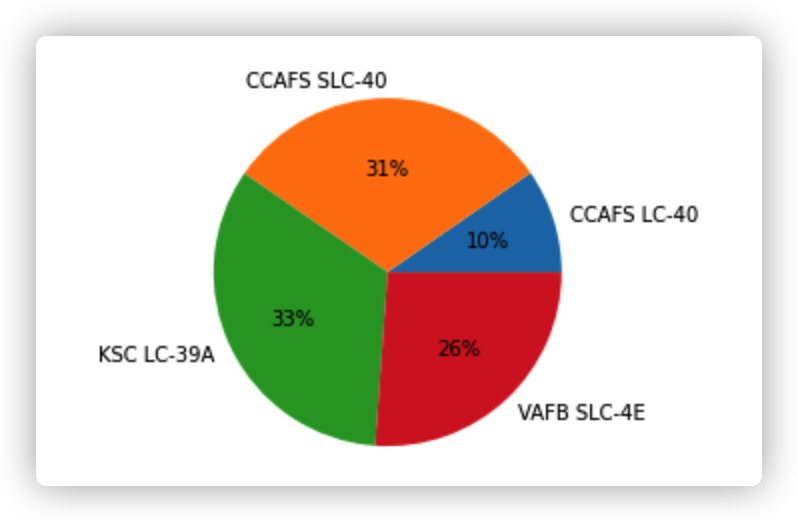 CCAFS SLC-40
31%
CCAFS LC-40
10%
33%
KSC LC-39A
26%
VAFB SLC-4E